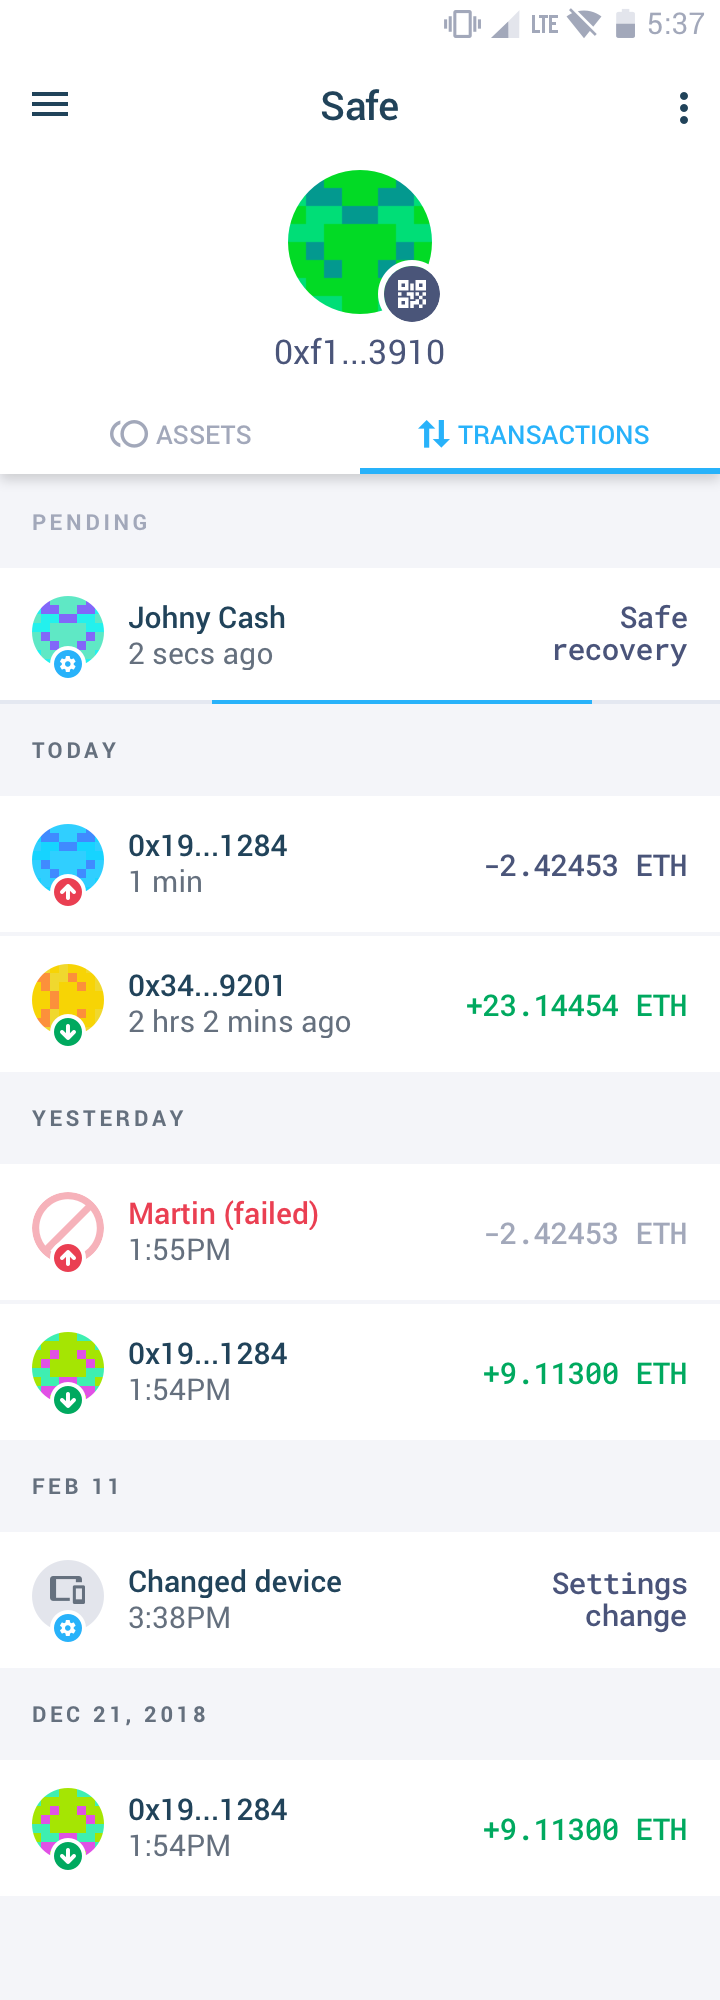 LTE 5:37
Safe
0xf1...3910
ASSETS
TRANSACTIONS
PENDING
Johny Cash
2 secs ago
Safe
recovery
TODAY
0x19...1284
1 min
-2.42453 ETH
0x34...9201
2 hrs 2 mins ago
+23.14454 ETH
YESTERDAY
Martin (failed)
1:55PM
-2.42453 ETH
0x19...1284
1:54PM
+9.11300 ETH
FEB 11
Changed device
3:38PM
Settings
change
DEC 21, 2018
0x19...1284
1:54PM
+9.11300 ETH